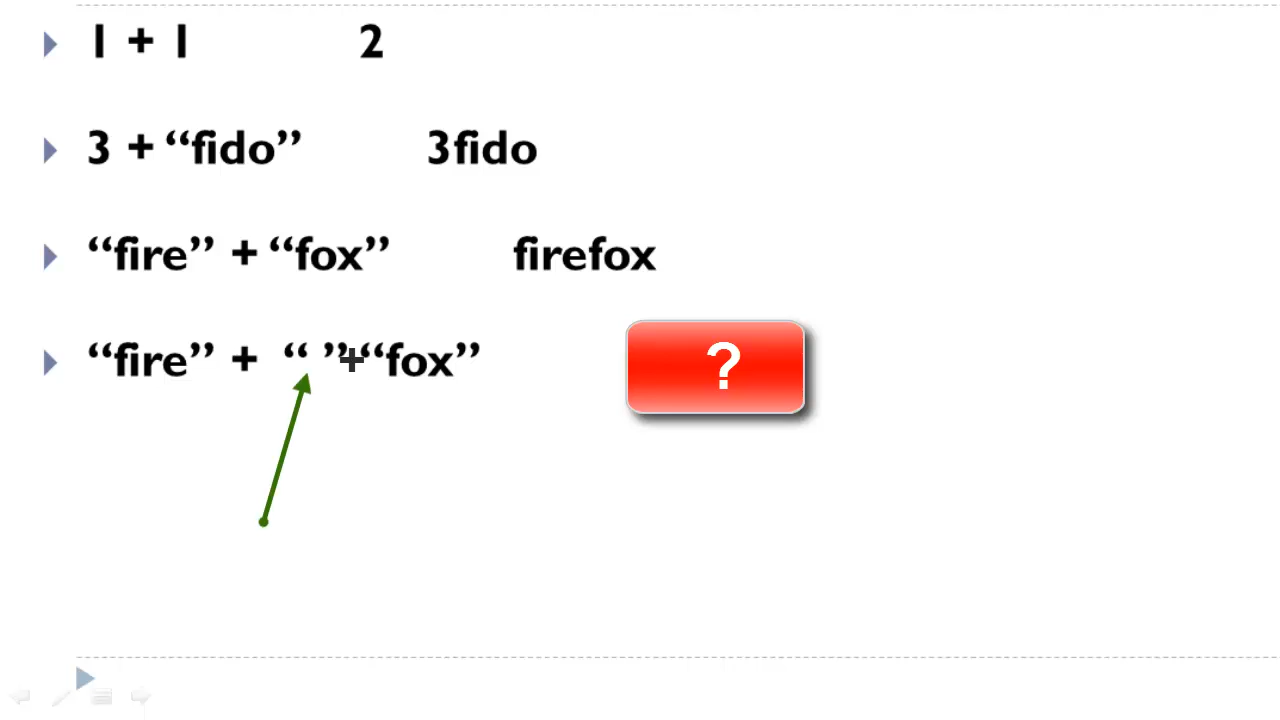 1 + 1 2
3 + “fido” 3fido
“fire” + “fox” firefox
“fire” + “ ”+“fox” ?